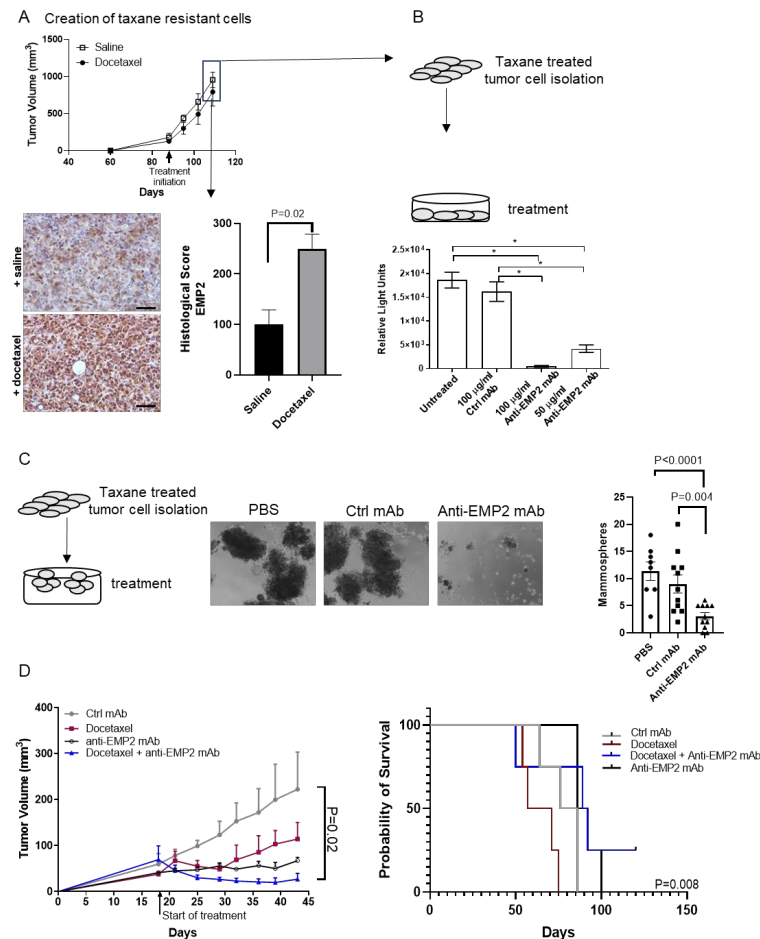 A Creation of taxane resistant cells
Tumor Volume (mm³)
1500
1000
500
0
Saline
Docetaxel
40 60 80 100 120
Treatment
initiation
Days
+ saline
+ docetaxel
Histological Score
EMP2
300
200
100
0
P=0.02
Saline
Docetaxel
B
Taxane treated
tumor cell isolation
treatment
Relative Light Units
2.5×10⁴
2×10⁴
1.5×10⁴
1×10⁴
5×10³
0
* * * *
Untreated
100 μg/ml
Ctrl mAb
100 μg/ml
Anti-EMP2 mAb
50 μg/ml
Anti-EMP2 mAb
C
Taxane treated
tumor cell isolation
treatment
PBS Ctrl mAb Anti-EMP2 mAb
P<0.0001
P=0.004
Mammospheres
25
20
15
10
5
0
PBS
Ctrl mAb
Anti-EMP2 mAb
D
Tumor Volume (mm³)
400
300
200
100
0
Ctrl mAb
Docetaxel
anti-EMP2 mAb
Docetaxel + anti-EMP2 mAb
P=0.02
0 5 10 15 20 25 30 35 40 45
Start of treatment
Days
Probability of Survival
100
50
0
Ctrl mAb
Docetaxel
Docetaxel + Anti-EMP2 mAb
Anti-EMP2 mAb
P=0.008
0 50 100 150
Days